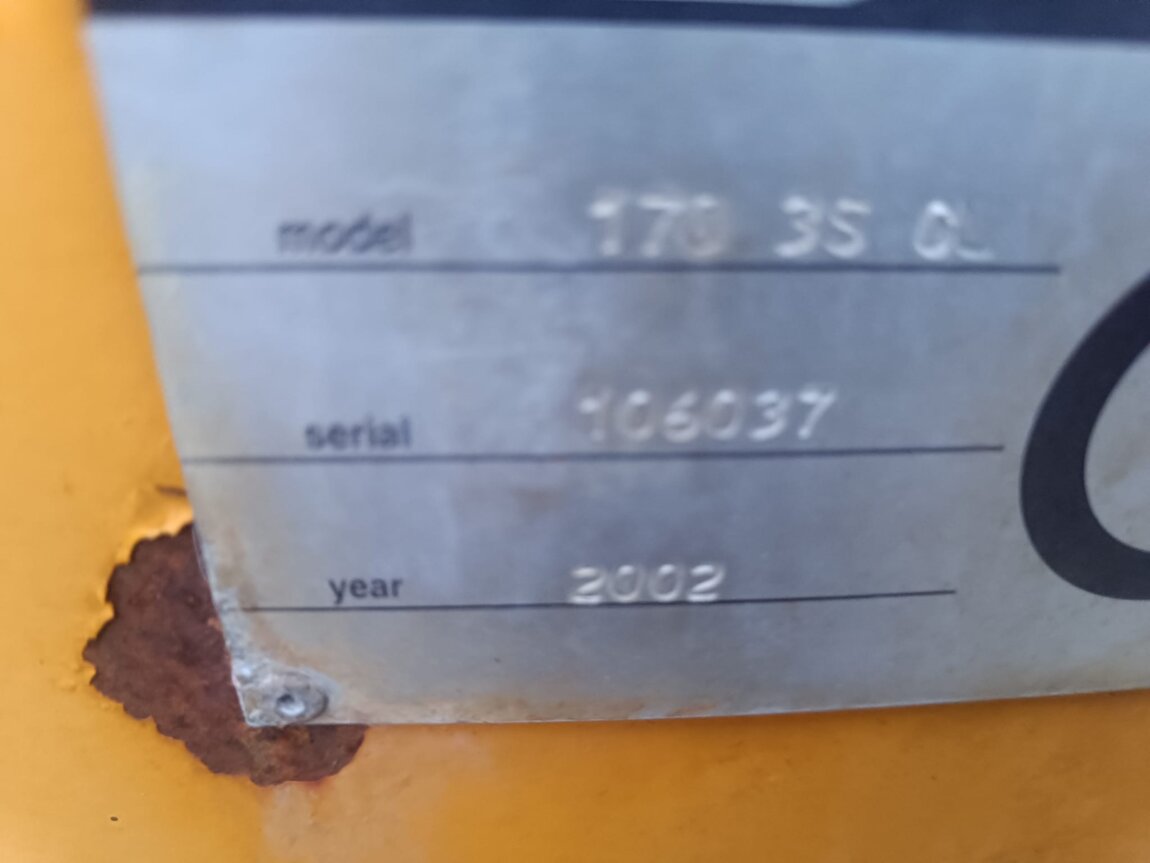 model 170 3S CL
serial 106037
year 2002